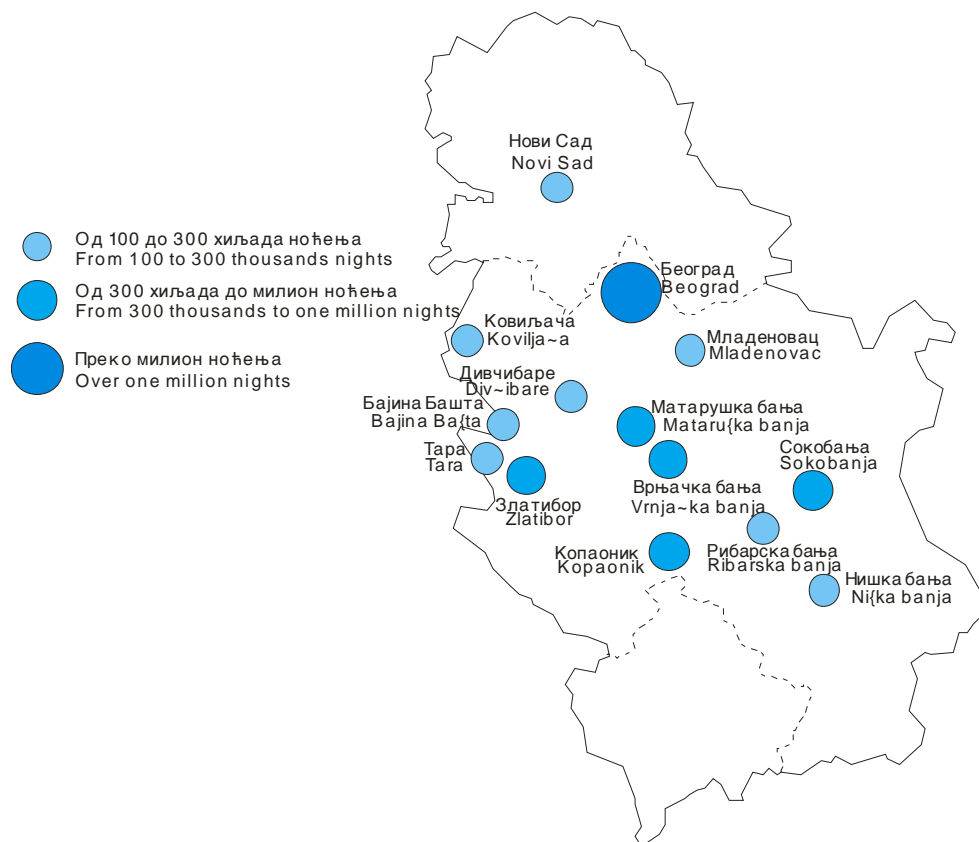 Нови Сад
Novi Sad
Од 100 до 300 хиљада ноћења
From 100 to 300 thousands nights
Од 300 хиљада до милион ноћења
From 300 thousands to one million nights
Преко милион ноћења
Over one million nights
Београд
Beograd
Ковиљача
Kovilja~a
Младеновац
Mladenovac
Дивчибаре
Div~ibare
Бајина Башта
Bajina Ba{ta
Матарушка бања
Mataru{ka banja
Тара
Tara
Сокобања
Sokobanja
Златибор
Zlatibor
Врњачка бања
Vrnja~ka banja
Копаоник
Kopaonik
Рибарска бања
Ribarska banja
Нишка бања
Ni{ka banja